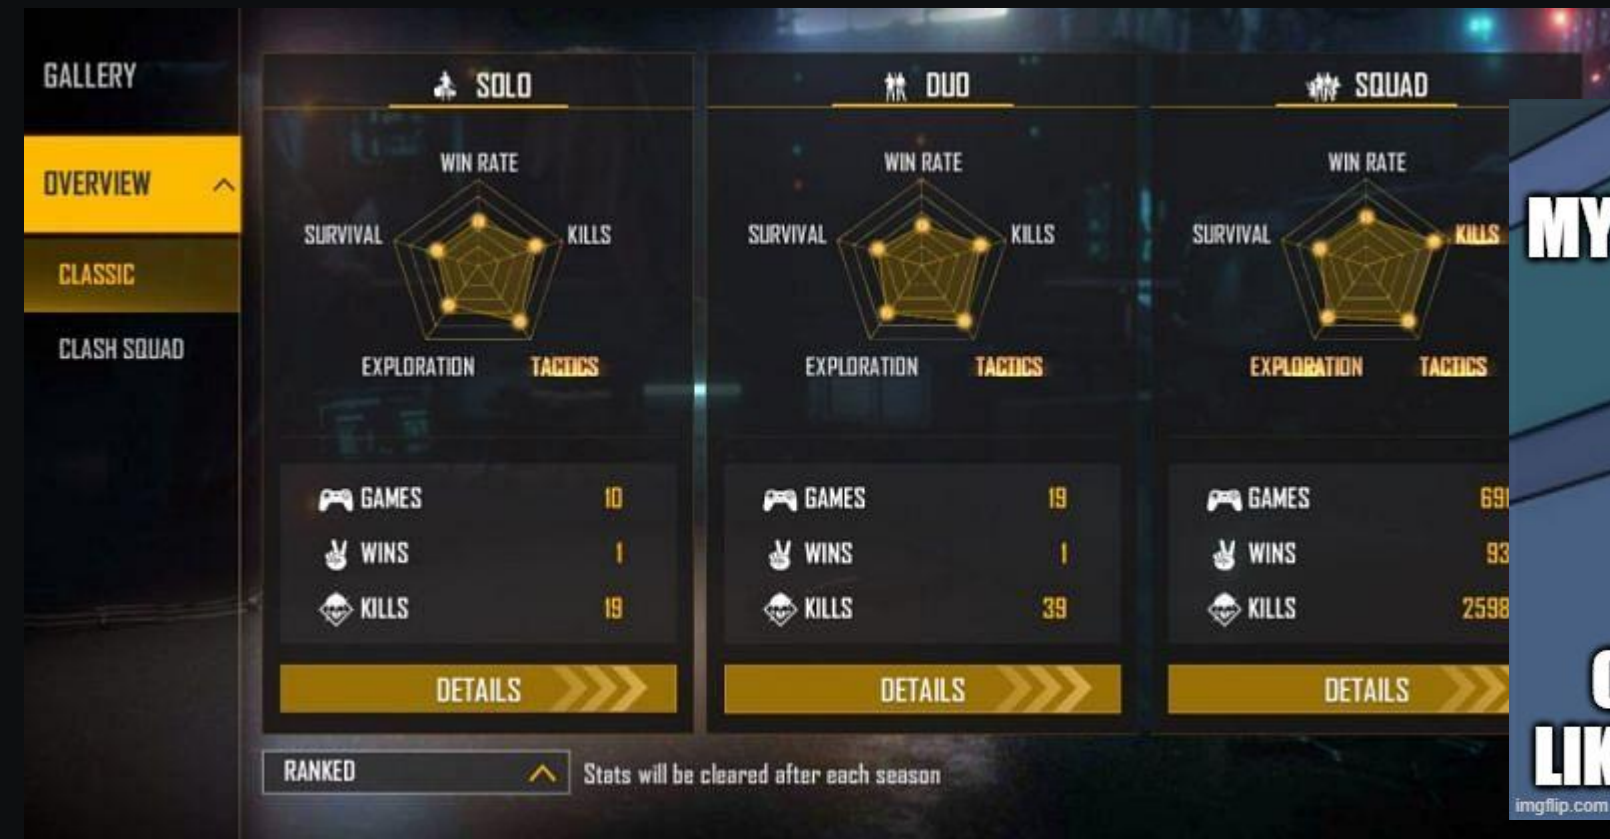 GALLERY
OVERVIEW
CLASSIC
CLASH SQUAD
SOLO
WIN RATE
SURVIVAL
KILLS
EXPLORATION
TACTICS
GAMES 10
WINS 1
KILLS 19
DETAILS
DUO
WIN RATE
SURVIVAL
KILLS
EXPLORATION
TACTICS
GAMES 19
WINS 1
KILLS 39
DETAILS
SQUAD
WIN RATE
SURVIVAL
KILLS
EXPLORATION
TACTICS
GAMES
WINS 93
KILLS 2598
DETAILS
RANKED
Stats will be cleared after each season
MY
imgflip.com